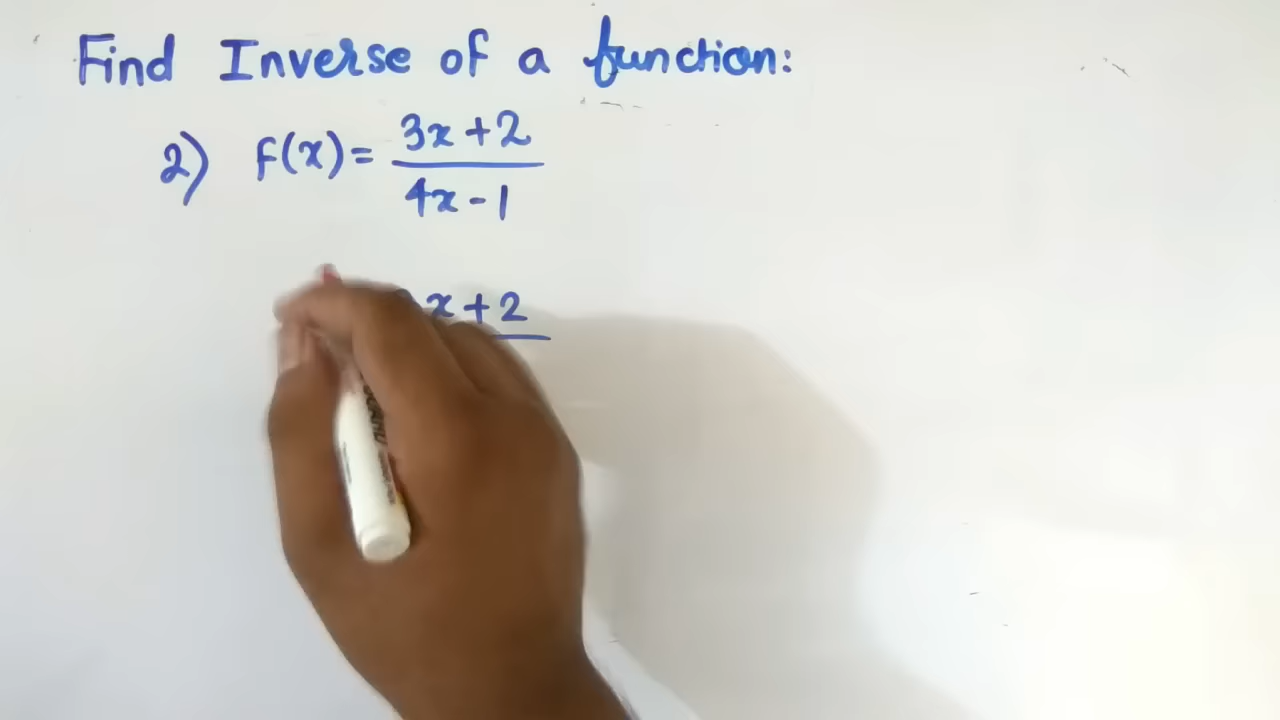 Find Inverse of a function:
2) f(x) = 3x+2
4x-1
x+2